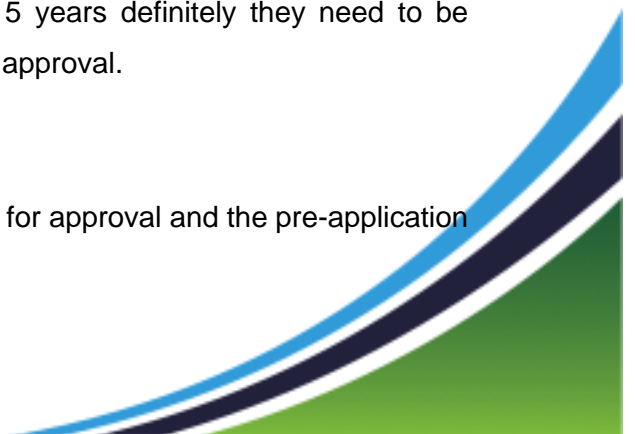 5 years definitely they need to be
approval.
for approval and the pre-application